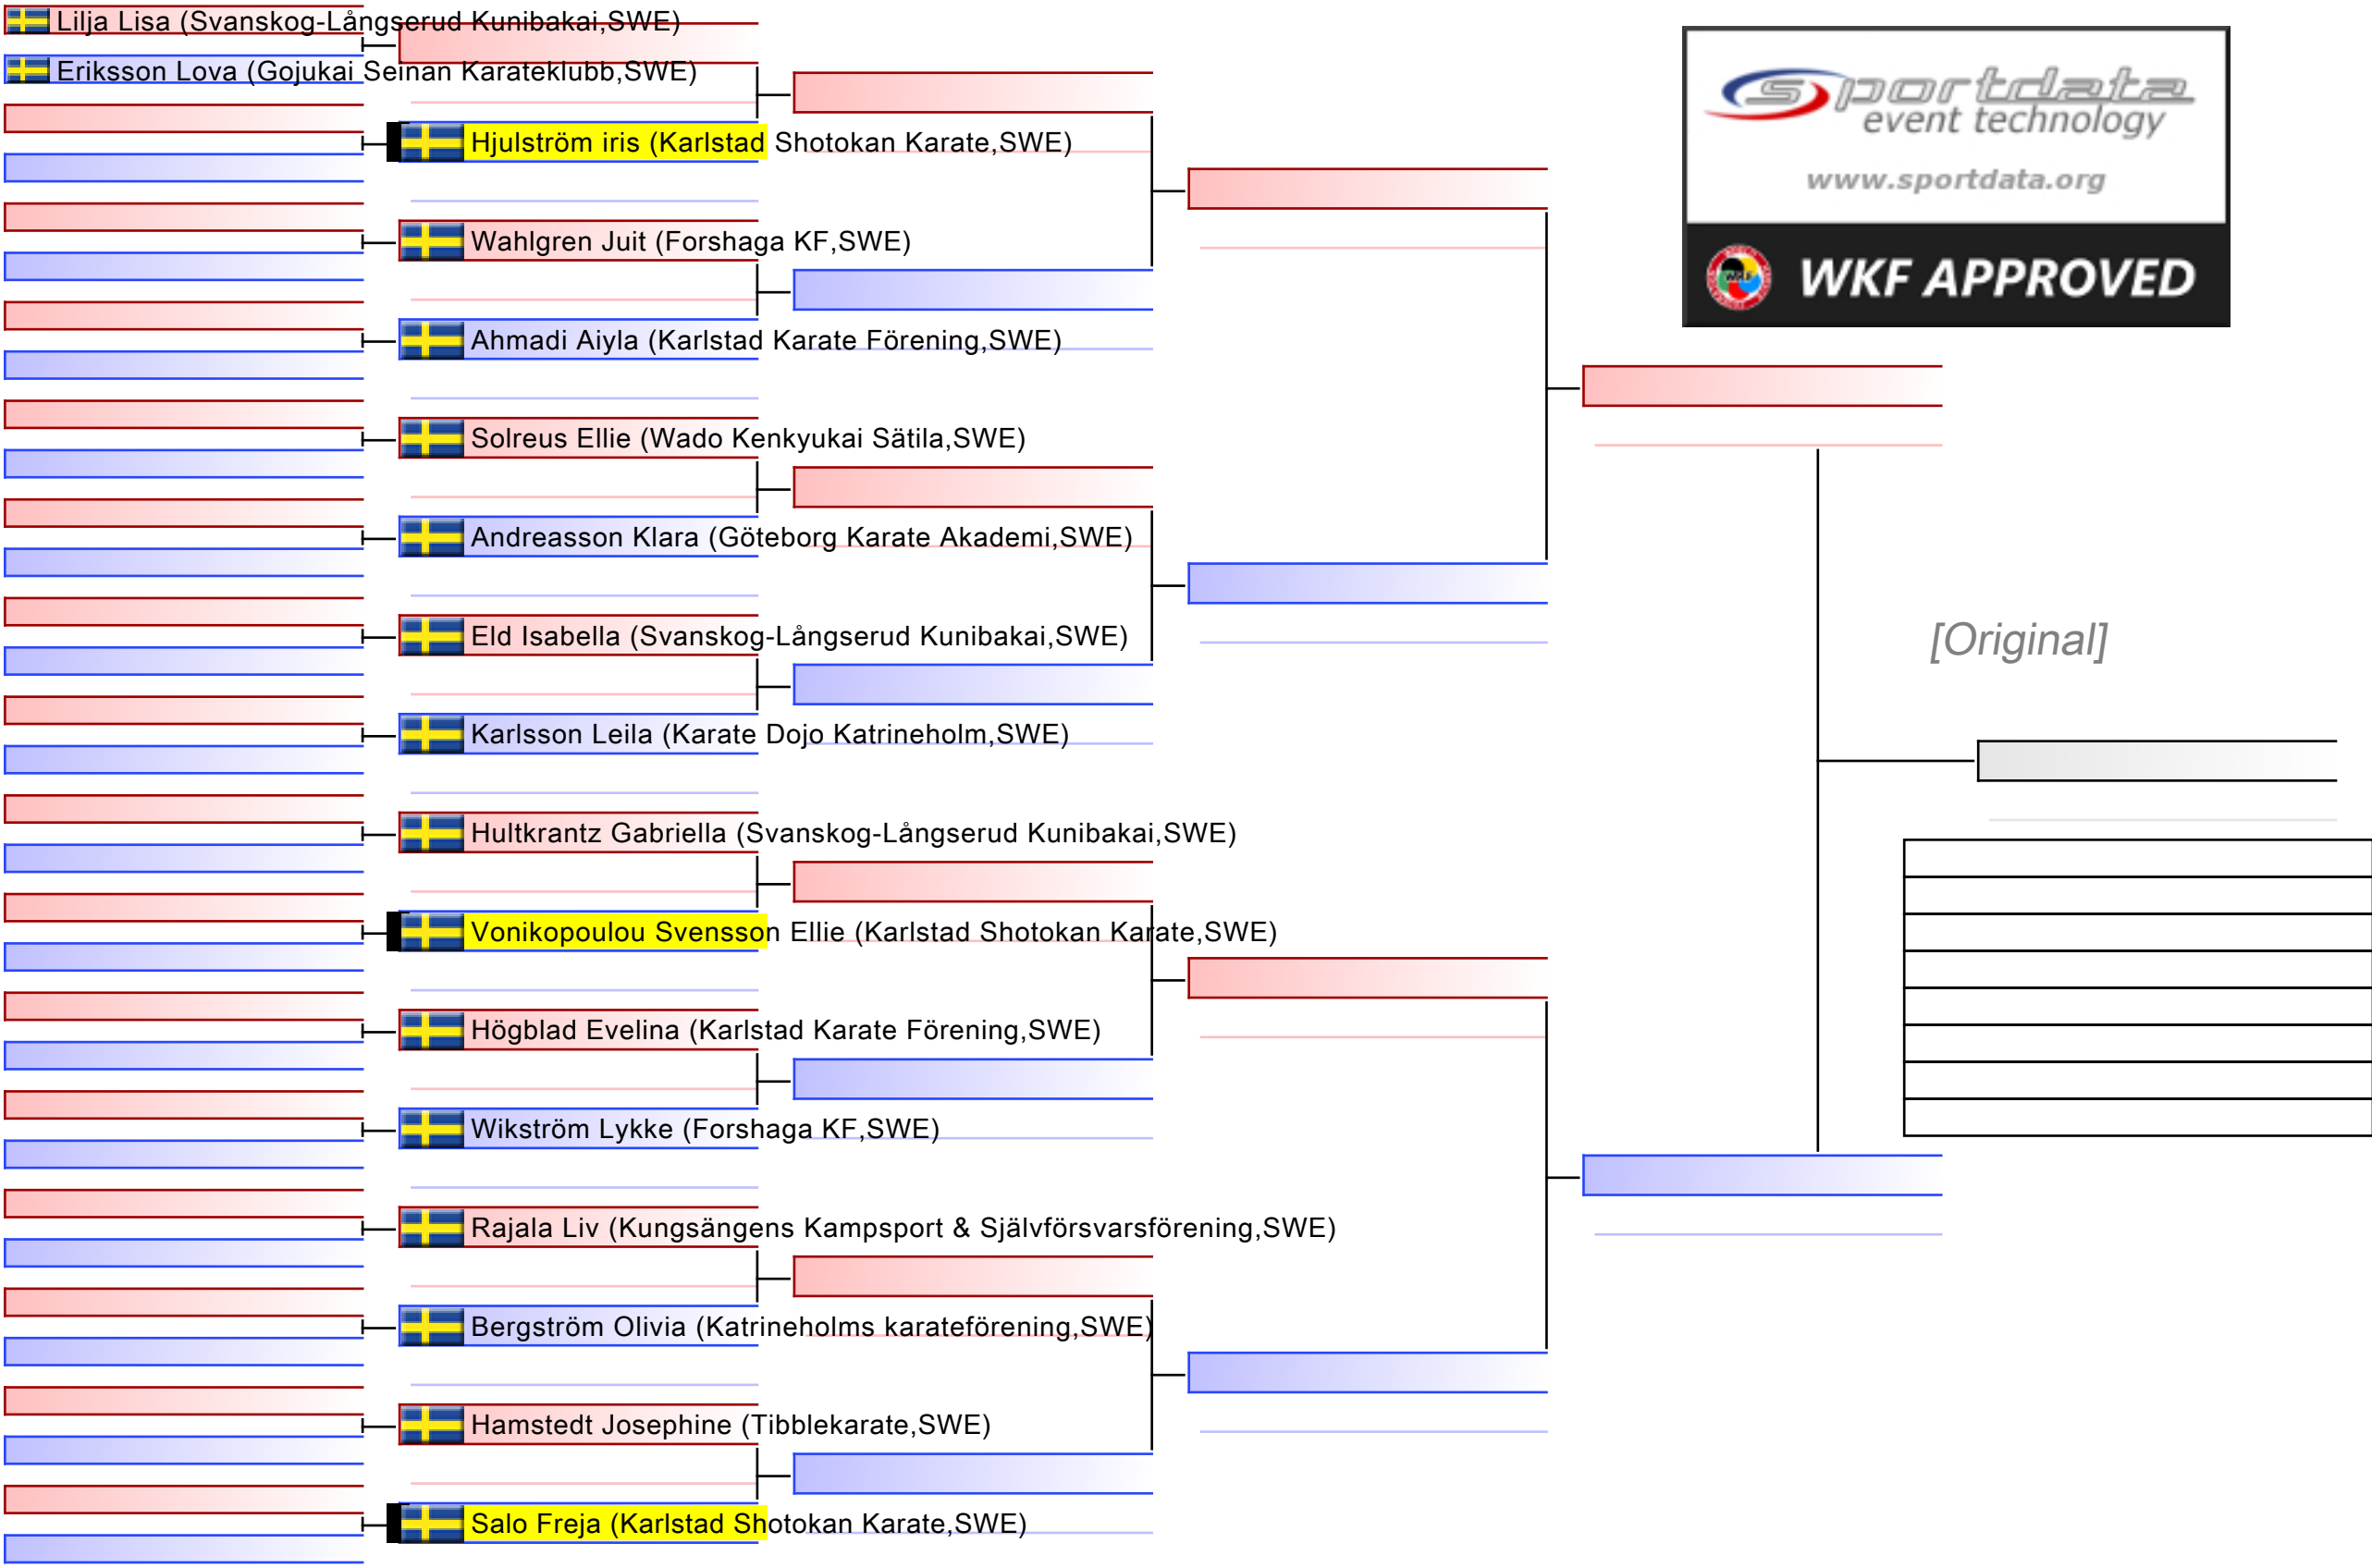 Lilja Lisa (Svanskog-Långserud Kunibakai,SWE)
Eriksson Lova (Gojukai Seinan Karateklubb,SWE)
Hjulström iris (Karlstad Shotokan Karate,SWE)
Wahlgren Juit (Forshaga KF,SWE)
Ahmadi Aiyla (Karlstad Karate Förening,SWE)
Solreus Ellie (Wado Kenkyukai Sätila,SWE)
Andreasson Klara (Göteborg Karate Akademi,SWE)
Eld Isabella (Svanskog-Långserud Kunibakai,SWE)
Karlsson Leila (Karate Dojo Katrineholm,SWE)
Hultkrantz Gabriella (Svanskog-Långserud Kunibakai,SWE)
Vonikopoulou Svensson Ellie (Karlstad Shotokan Karate,SWE)
Högblad Evelina (Karlstad Karate Förening,SWE)
Wikström Lykke (Forshaga KF,SWE)
Rajala Liv (Kungsängens Kampsport & Självförsvarsförening,SWE)
Bergström Olivia (Katrineholms karateförening,SWE)
Hamstedt Josephine (Tibblekarate,SWE)
Salo Freja (Karlstad Shotokan Karate,SWE)
sportdata
event technology
www.sportdata.org
WKF APPROVED
[Original]